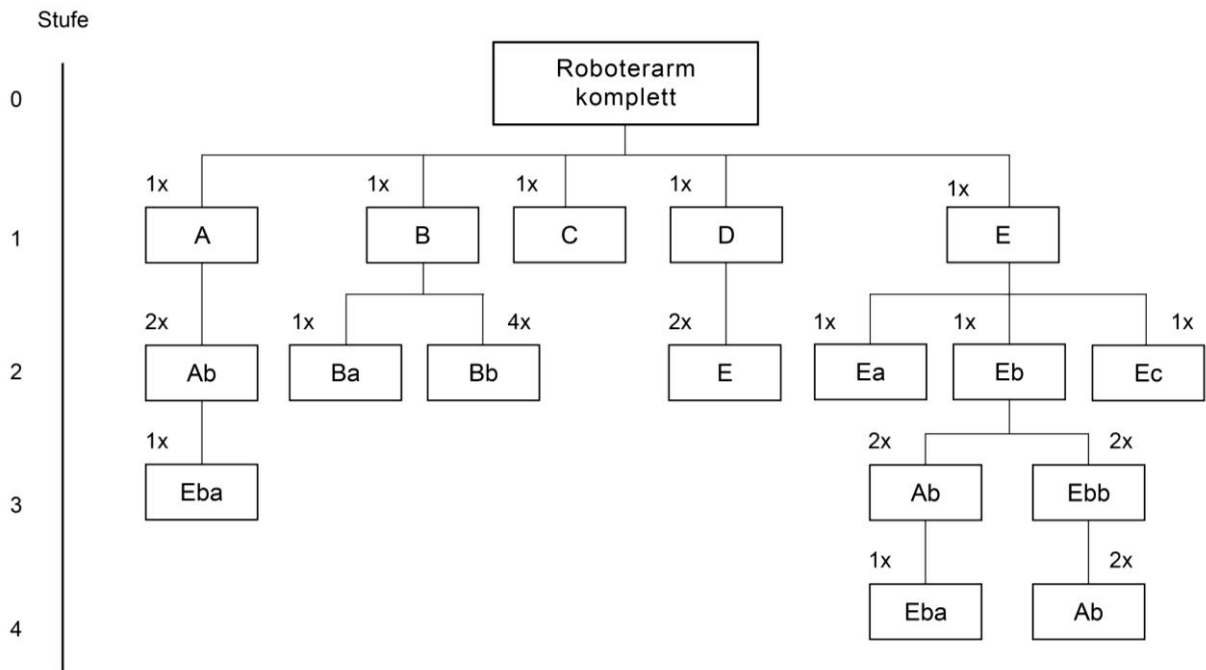 Stufe
Roboterarm
komplett
0
1x 1x 1x 1x 1x
A B C D E
1
2x 1x 4x 2x 1x 1x 1x
Ab Ba Bb E Ea Eb Ec
2
1x 2x 2x
Eba Ab Ebb
3
1x 2x
Eba Ab
4